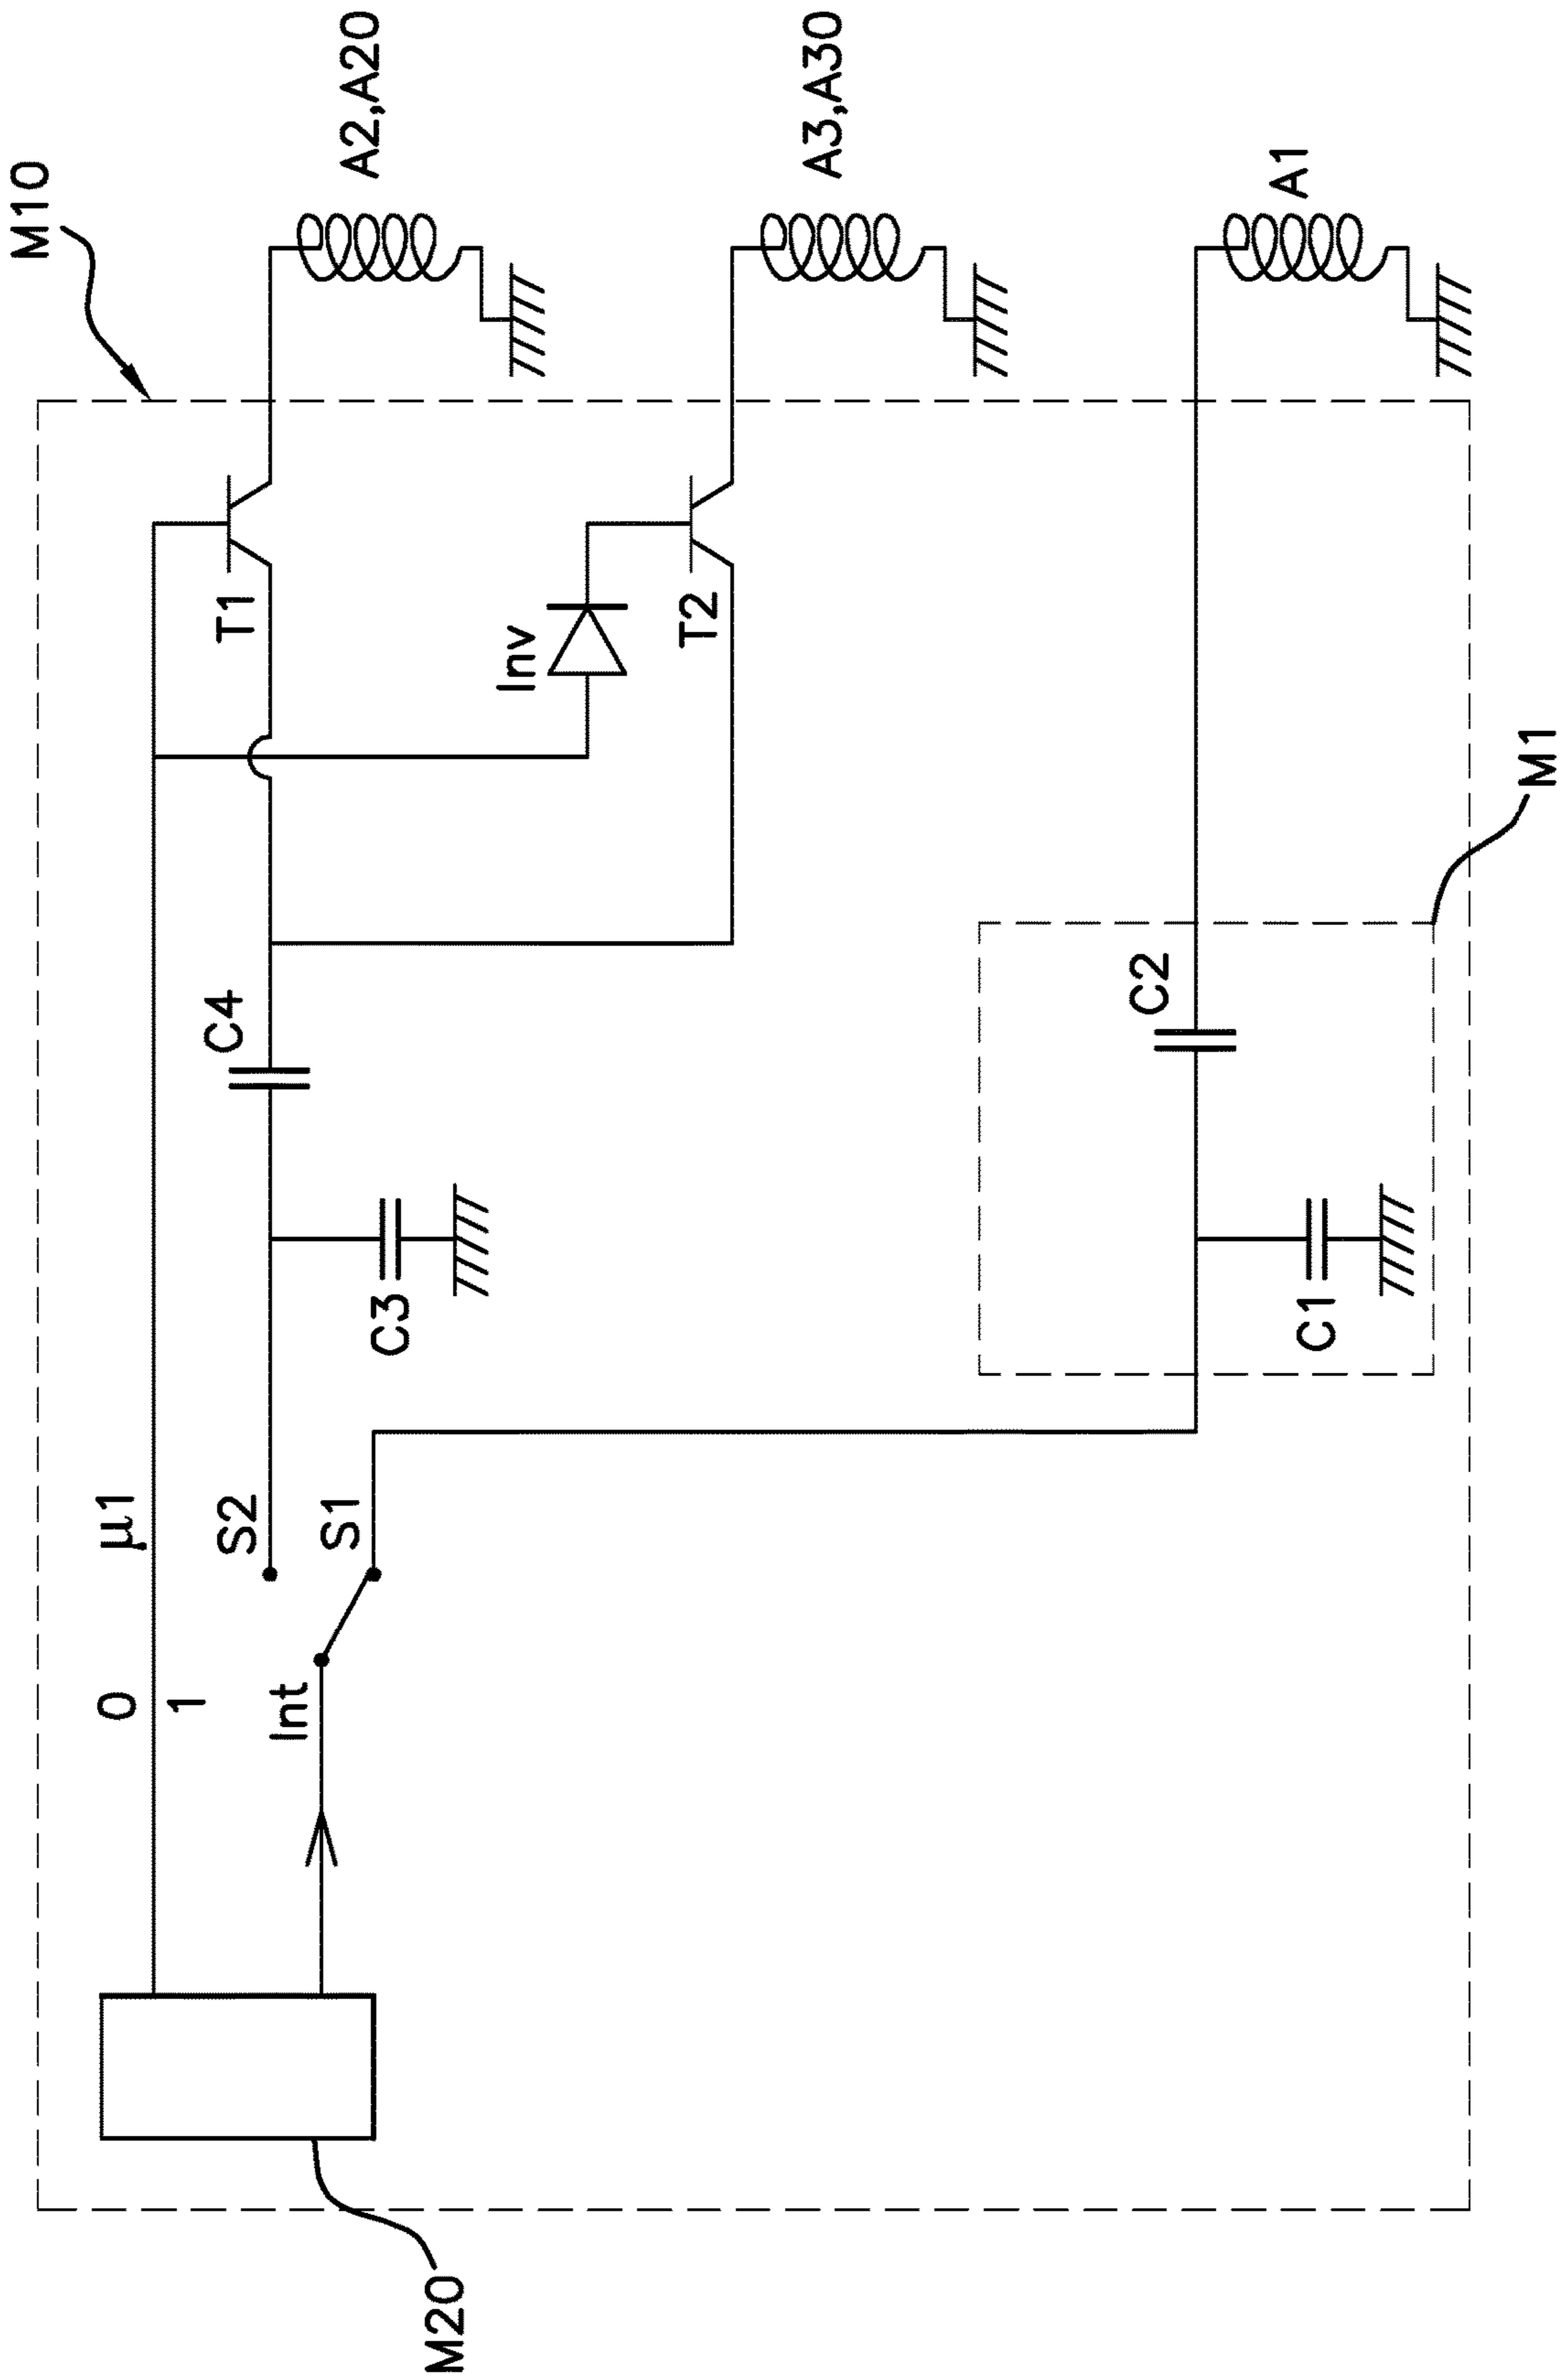 M10
0
µ1
1
C4
S2
T1
Int
S1
A2,A20
C3
M20
Inv
T2
A3,A30
C2
A1
C1
M1